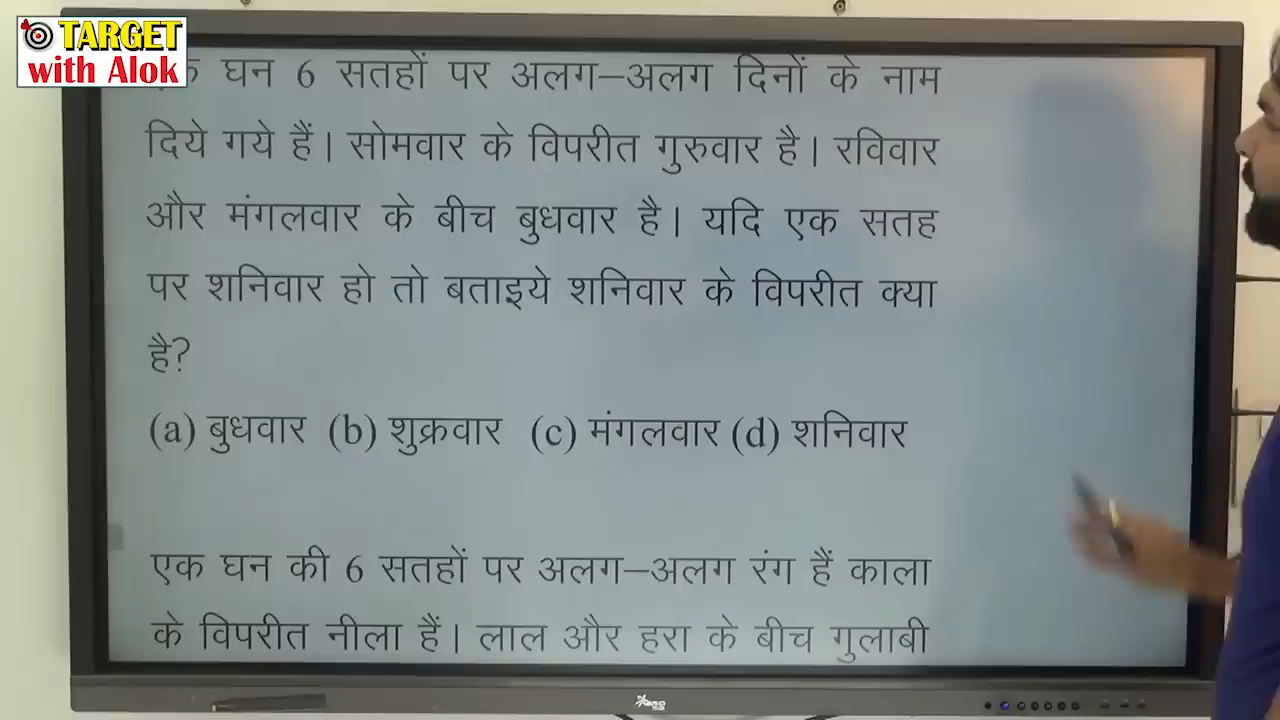 TARGET
with Alok
घन 6 सतहों पर अलग–अलग दिनों के नाम
दिये गये हैं। सोमवार के विपरीत गुरुवार है। रविवार
और मंगलवार के बीच बुधवार है। यदि एक सतह
पर शनिवार हो तो बताइये शनिवार के विपरीत क्या
है?
(a) बुधवार (b) शुक्रवार (c) मंगलवार (d) शनिवार
एक घन की 6 सतहों पर अलग–अलग रंग हैं काला
के विपरीत नीला हैं। लाल और हरा के बीच गुलाबी